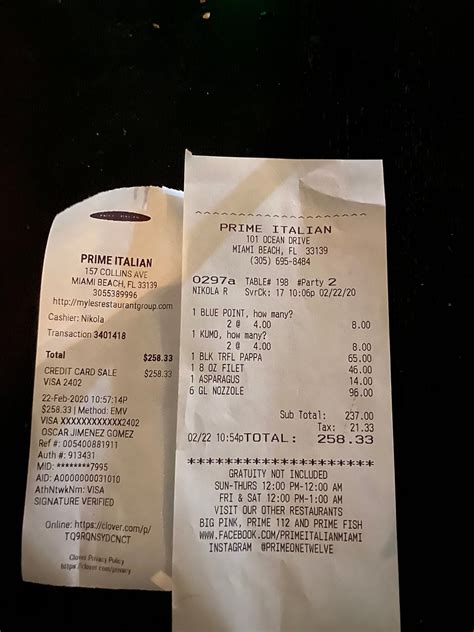 PRIME ITALIAN
157 COLLINS AVE
MIAMI BEACH, FL 33139
3055389996
http://mylesrestaurantgroup.com
Cashier: Nikola
Transaction 3401418
Total $258.33
CREDIT CARD SALE $258.33
VISA 2402
22-Feb-2020 10:57:14P
$258.33 | Method: EMV
VISA XXXXXXXXXXXX2402
OSCAR JIMENEZ GOMEZ
Ref #: 005400881911
Auth #: 913431
MID: ********7995
AID: A0000000031010
AthNtwkNm: VISA
SIGNATURE VERIFIED
Online: https://clover.com/p/
TQ9RQNSYDCNCT
Clover Privacy Policy
https://clover.com/privacy
PRIME ITALIAN
101 OCEAN DRIVE
MIAMI BEACH, FL 33139
(305) 695-8484
0297a TABLE# 198 #Party 2
NIKOLA R SvrCk: 17 10:06p 02/22/20
1 BLUE POINT, how many?
2 @ 4.00 8.00
1 KUMO, how many?
2 @ 4.00 8.00
1 BLK TRFL PAPPA 65.00
1 8 OZ FILET 46.00
1 ASPARAGUS 14.00
6 GL NOZZOLE 96.00
Sub Total: 237.00
Tax: 21.33
02/22 10:54pTOTAL: 258.33
GRATUITY NOT INCLUDED
SUN-THURS 12:00 PM-12:00 AM
FRI & SAT 12:00 PM-1:00 AM
VISIT OUR OTHER RESTAURANTS
BIG PINK, PRIME 112 AND PRIME FISH
WWW.FACEBOOK.COM/PRIMEITALIANMIAMI
INSTAGRAM @PRIMEONETWELVE